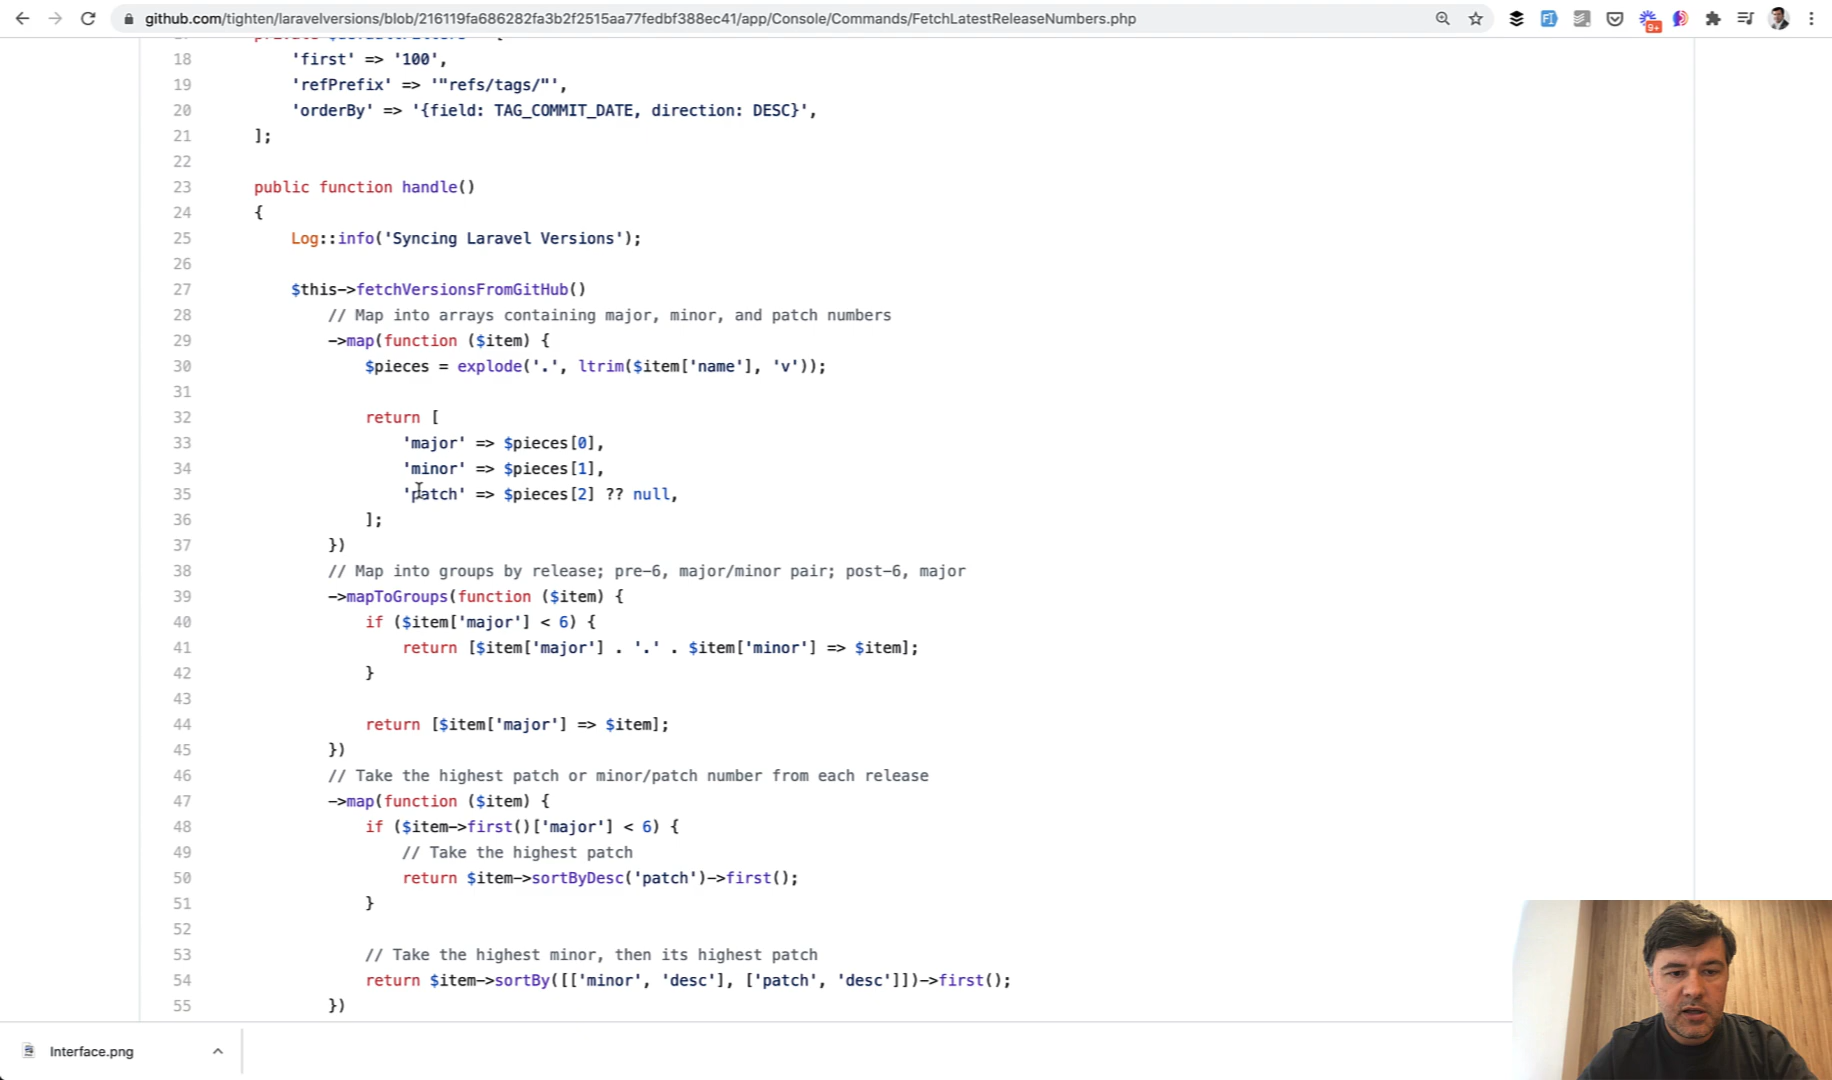 github.com/tighten/laravelversions/blob/216119fa686282fa3b2f2515aa77fedbf388ec41/app/Console/Commands/FetchLatestReleaseNumbers.php
9+
18 'first' => '100',
19 'refPrefix' => '"refs/tags/"',
20 'orderBy' => '{field: TAG_COMMIT_DATE, direction: DESC}',
21 ];
22
23 public function handle()
24 {
25 Log::info('Syncing Laravel Versions');
26
27 $this->fetchVersionsFromGitHub()
28 // Map into arrays containing major, minor, and patch numbers
29 ->map(function ($item) {
30 $pieces = explode('.', ltrim($item['name'], 'v'));
31
32 return [
33 'major' => $pieces[0],
34 'minor' => $pieces[1],
35 'patch' => $pieces[2] ?? null,
36 ];
37 })
38 // Map into groups by release; pre-6, major/minor pair; post-6, major
39 ->mapToGroups(function ($item) {
40 if ($item['major'] < 6) {
41 return [$item['major'] . '.' . $item['minor'] => $item];
42 }
43
44 return [$item['major'] => $item];
45 })
46 // Take the highest patch or minor/patch number from each release
47 ->map(function ($item) {
48 if ($item->first()['major'] < 6) {
49 // Take the highest patch
50 return $item->sortByDesc('patch')->first();
51 }
52
53 // Take the highest minor, then its highest patch
54 return $item->sortBy([['minor', 'desc'], ['patch', 'desc']])->first();
55 })
Interface.png